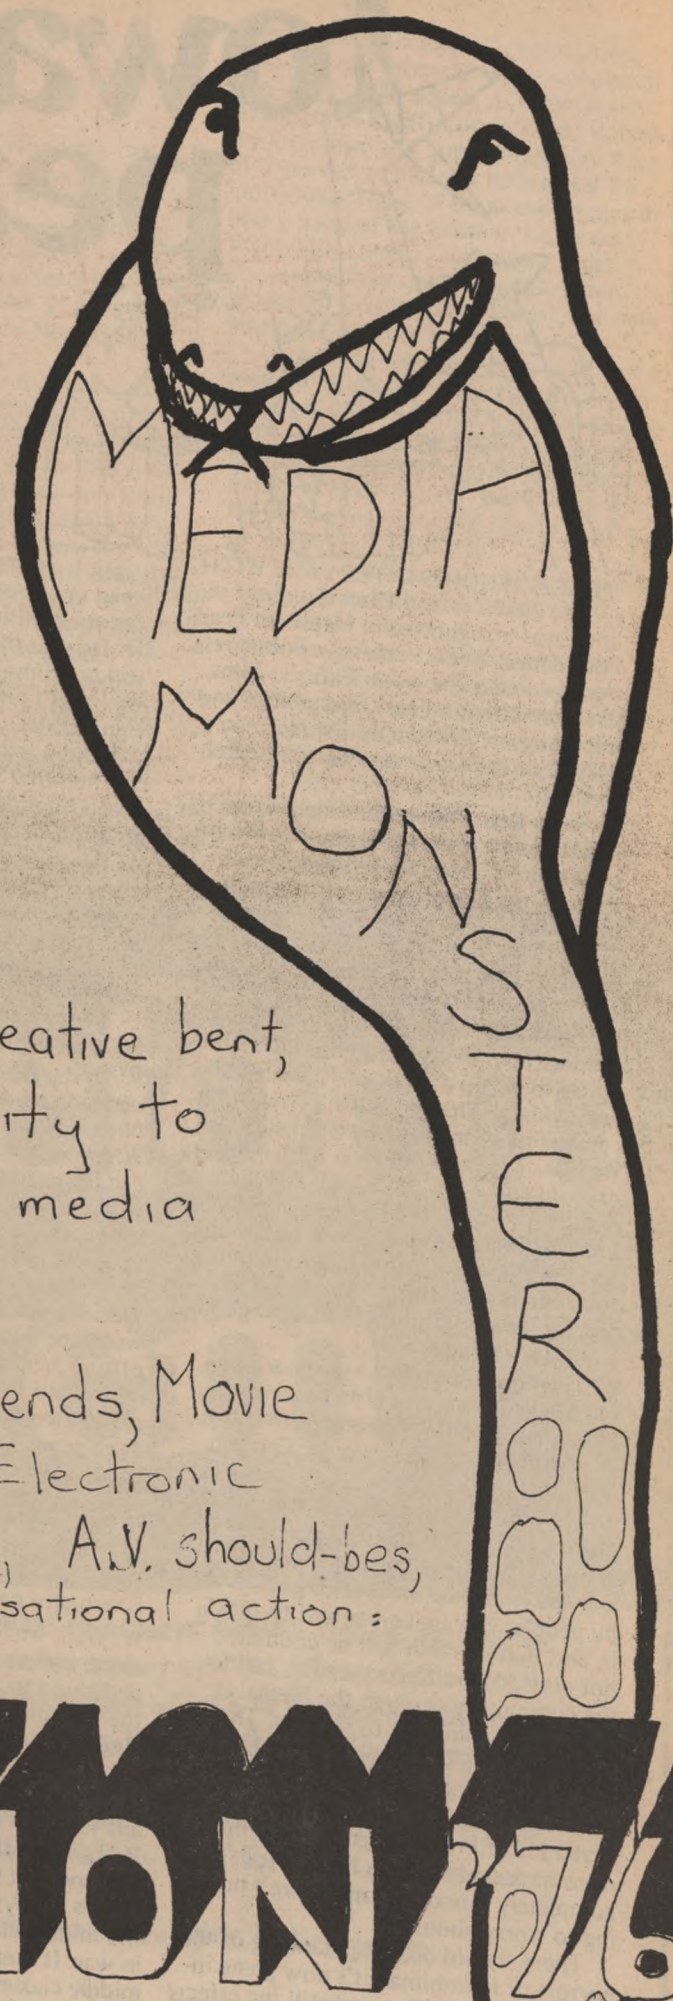 MEDIA
MONSTER
eative bent,
ity to
media
ends, Movie
Electronic
A.V. should-bes,
sational action:
ION '76